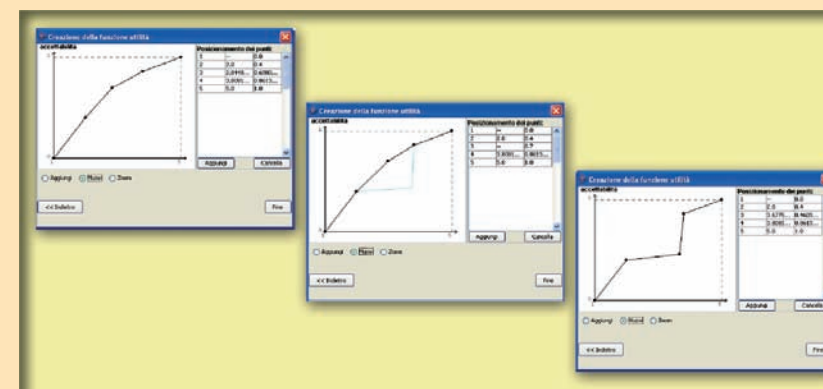 Creazione della funzione utilità
accettabilità
Posizionamento dei punti:
1 -- 0.0
2 2.0 0.4
3
4
5 5.0 1.0
Aggiungi Cancella
Aggiungi Muovi Zoom
<< Indietro Fine
Creazione della funzione utilità
accettabilità
Posizionamento dei punti:
1 -- 0.0
2 2.0 0.4
3 -- 0.7
4
5 5.0 1.0
Aggiungi Cancella
Aggiungi Muovi Zoom
<< Indietro Fine
Creazione della funzione utilità
accettabilità
Posizionamento dei punti:
1 -- 0.0
2 2.0 0.4
3
4
5 5.0 1.0
Aggiungi Cancella
Aggiungi Muovi Zoom
<< Indietro